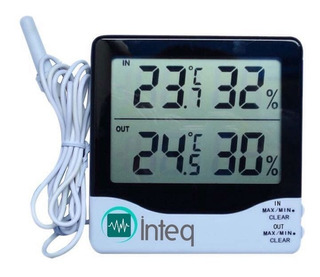 IN
23.7 °C 32 %
OUT
24.5 °C 30 %
IN
MAX/MIN•
CLEAR
OUT
MAX/MIN•
CLEAR
inteq